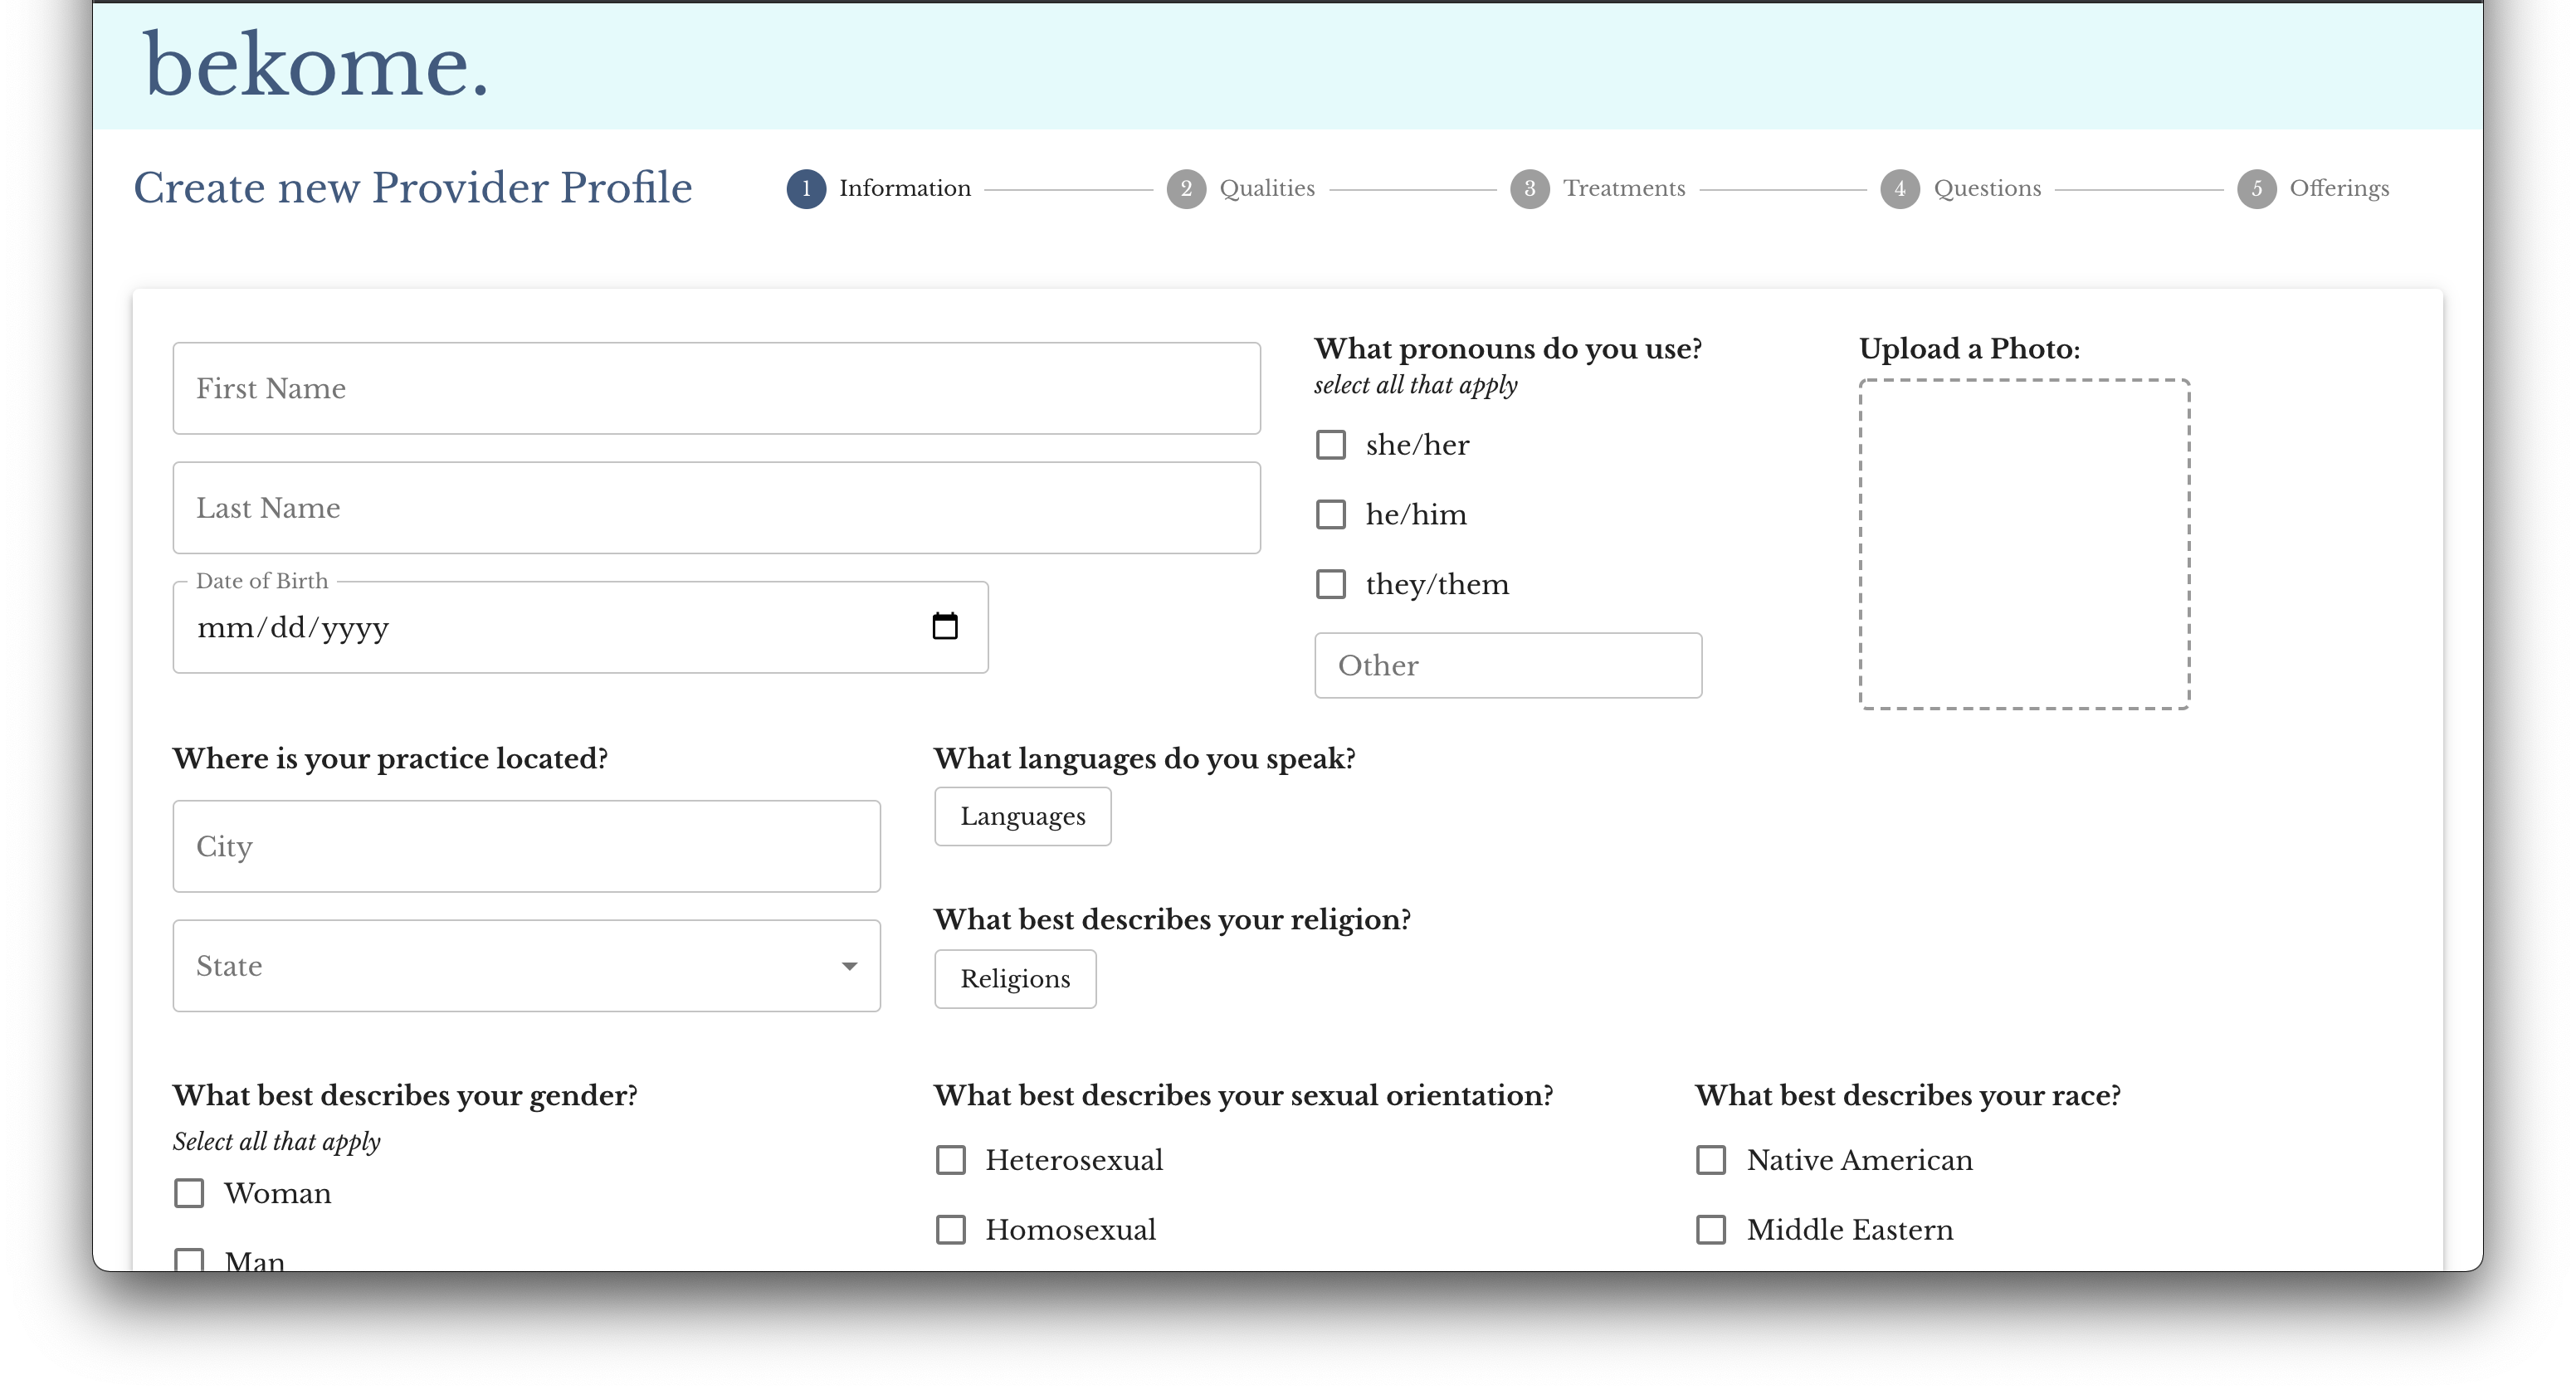 bekome.
Create new Provider Profile
1 Information
2 Qualities
3 Treatments
4 Questions
5 Offerings
First Name
Last Name
Date of Birth
mm/dd/yyyy
What pronouns do you use?
select all that apply
she/her
he/him
they/them
Other
Upload a Photo:
Where is your practice located?
City
State
What languages do you speak?
Languages
What best describes your religion?
Religions
What best describes your gender?
Select all that apply
Woman
Man
What best describes your sexual orientation?
Heterosexual
Homosexual
What best describes your race?
Native American
Middle Eastern